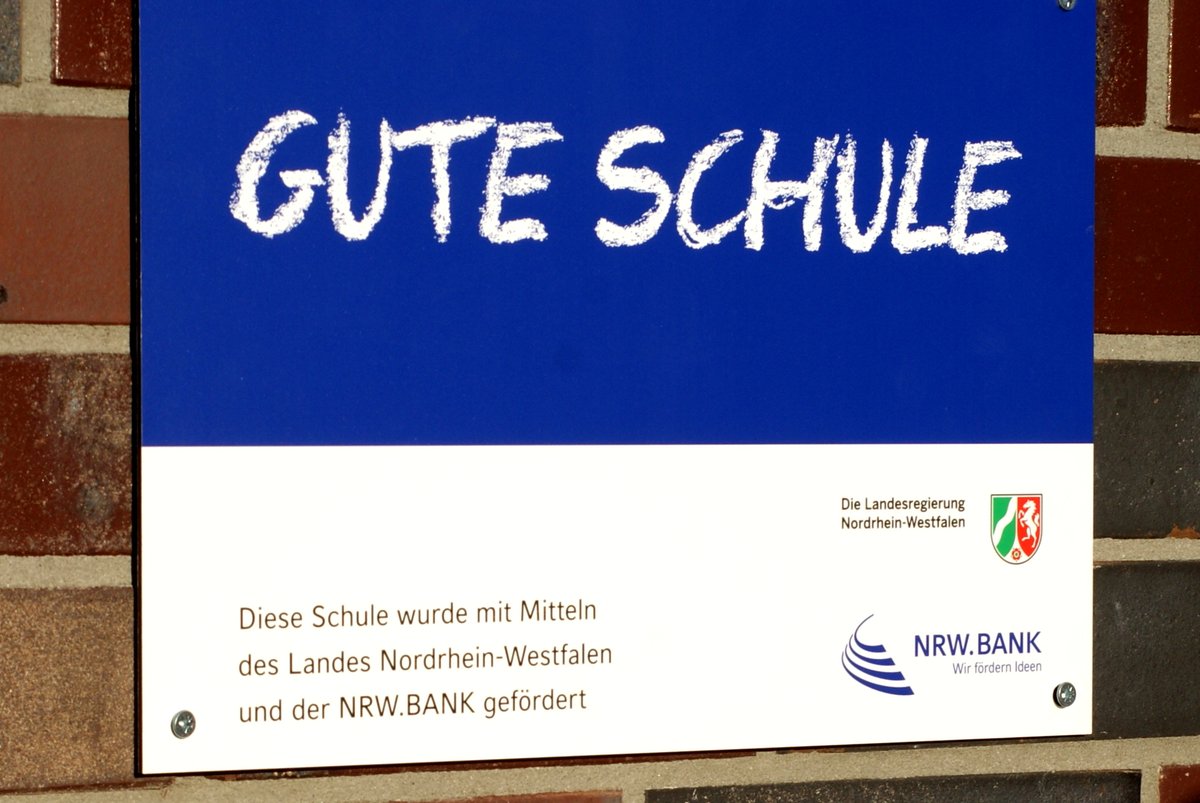 GUTE SCHULE
Die Landesregierung
Nordrhein-Westfalen
Diese Schule wurde mit Mitteln
des Landes Nordrhein-Westfalen
und der NRW.BANK gefördert
NRW.BANK
Wir fördern Ideen